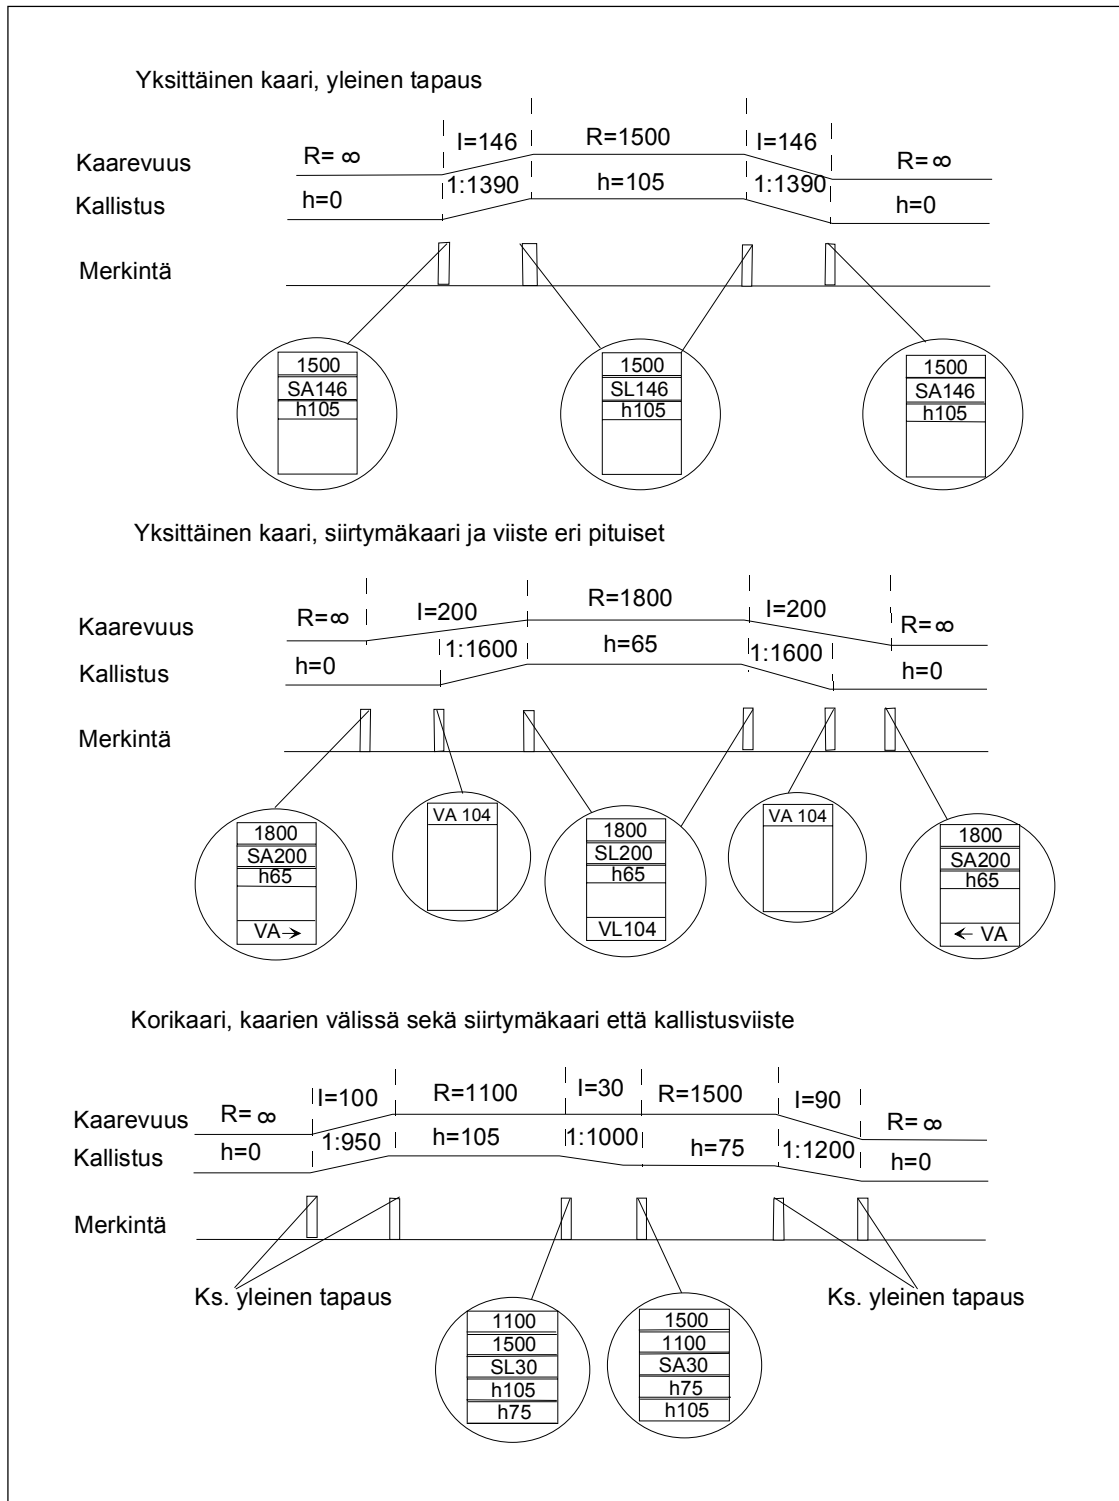 Yksittäinen kaari, yleinen tapaus
Kaarevuus
R= ∞
l=146
R=1500
l=146
R= ∞
Kallistus
h=0
1:1390
h=105
1:1390
h=0
Merkintä
1500
SA146
h105
1500
SL146
h105
1500
SA146
h105
Yksittäinen kaari, siirtymäkaari ja viiste eri pituiset
Kaarevuus
R=∞
l=200
R=1800
l=200
R=∞
Kallistus
h=0
1:1600
h=65
1:1600
h=0
Merkintä
1800
SA200
h65
VA→
VA 104
1800
SL200
h65
VL104
VA 104
1800
SA200
h65
← VA
Korikaari, kaarien välissä sekä siirtymäkaari että kallistusviiste
Kaarevuus
R= ∞
l=100
R=1100
l=30
R=1500
l=90
R= ∞
Kallistus
h=0
1:950
h=105
1:1000
h=75
1:1200
h=0
Merkintä
Ks. yleinen tapaus
Ks. yleinen tapaus
1100
1500
SL30
h105
h75
1500
1100
SA30
h75
h105